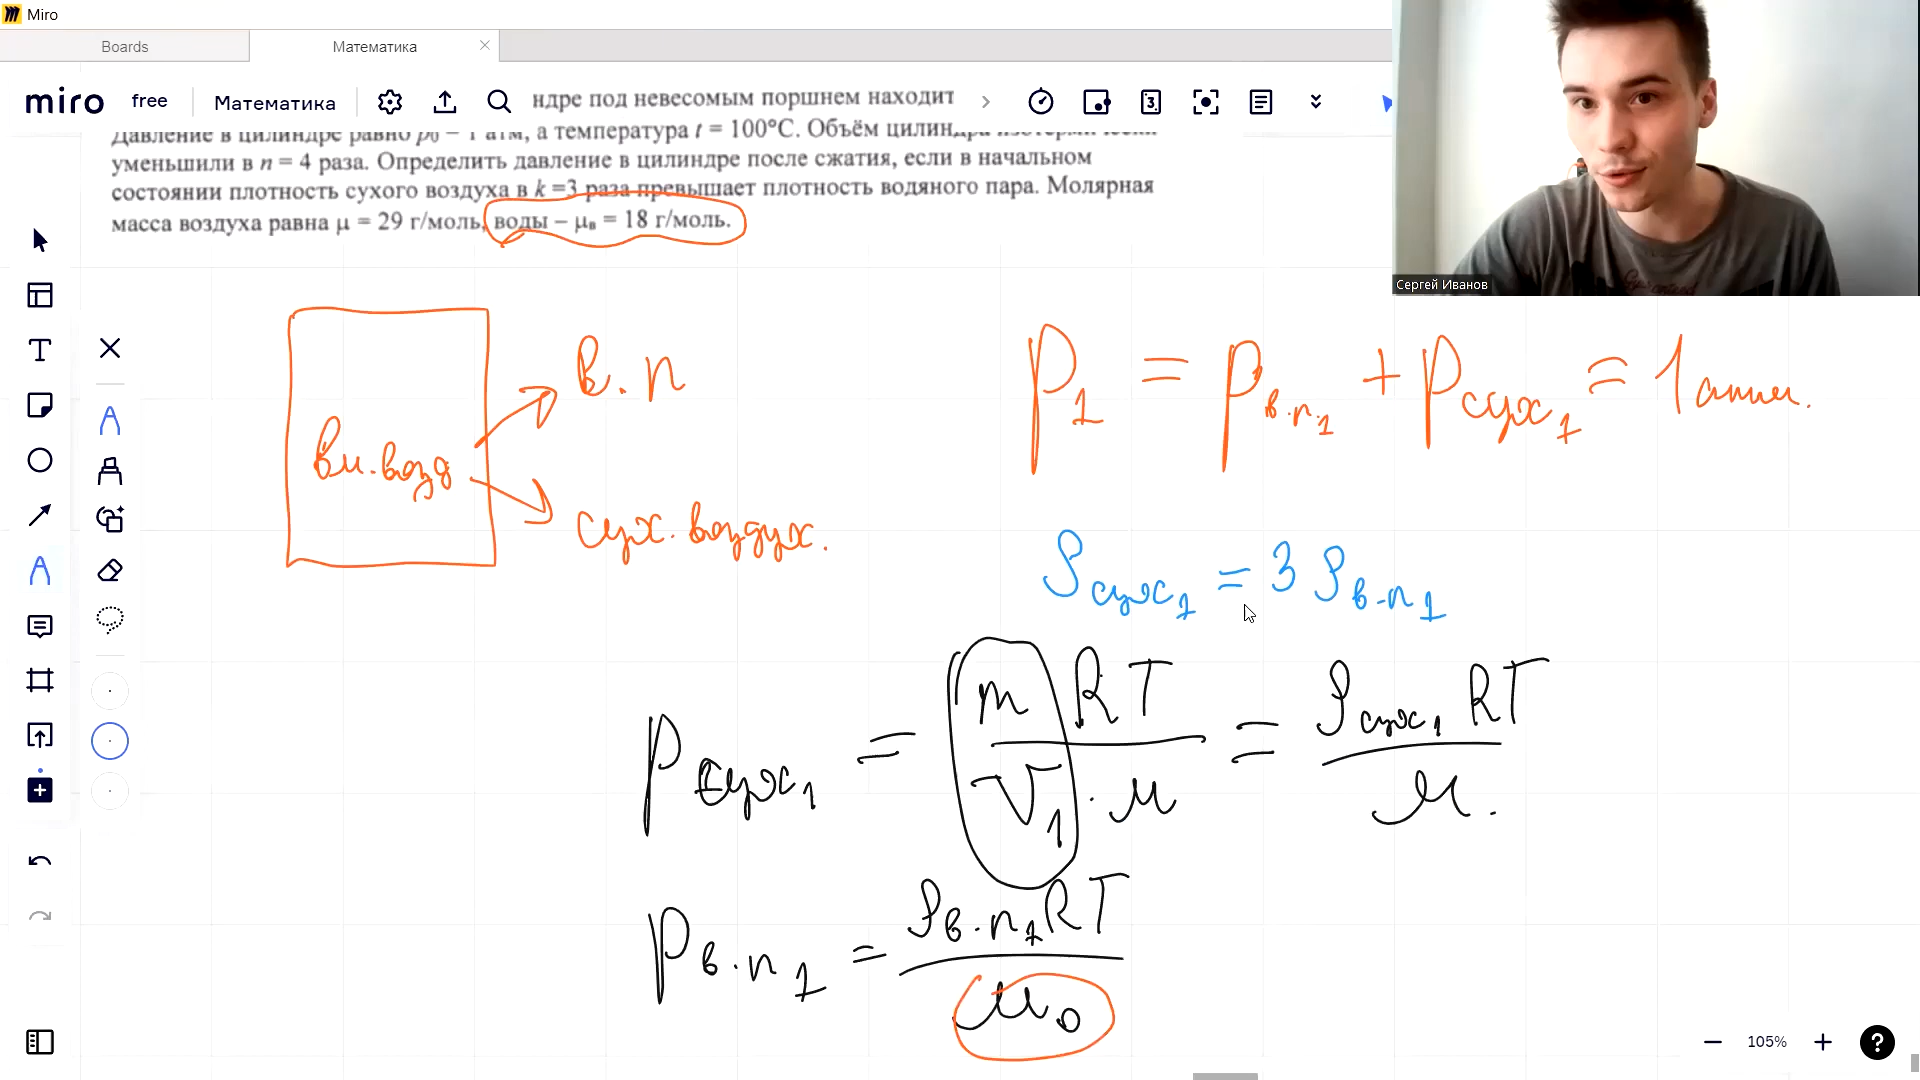 Miro
Boards
Математика
miro free Математика
ндре под невесомым поршнем находит
Давление в цилиндре равно p₀ = 1 атм, а температура t = 100°C. Объём цилиндра изотермически
уменьшили в n = 4 раза. Определить давление в цилиндре после сжатия, если в начальном
состоянии плотность сухого воздуха в k =3 раза превышает плотность водяного пара. Молярная
масса воздуха равна μ = 29 г/моль, воды – μв = 18 г/моль.
Сергей Иванов
вл.возд
в.п
сух. воздух.
P₁ = Pв.п₁ + Pсух₁ = 1 атм.
ρсух₁ = 3 ρв.п₁
Pсух₁ = m RT / V₁ · μ = ρсух₁ RT / μ.
Pв.п₁ = ρв.п₁ RT / μ₀
105%